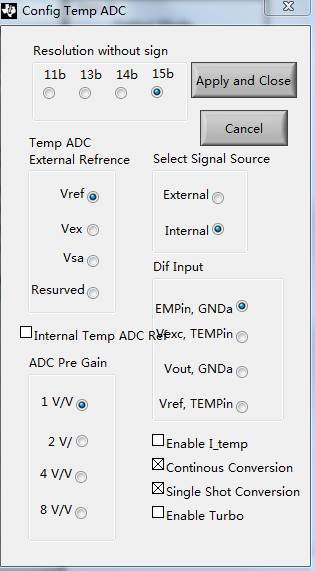 Config Temp ADC
Resolution without sign
11b 13b 14b 15b
Apply and Close
Cancel
Temp ADC
External Refrence
Vref
Vex
Vsa
Resurved
Select Signal Source
External
Internal
Dif Input
EMPin, GNDa
Vexc, TEMPin
Vout, GNDa
Vref, TEMPin
Internal Temp ADC Ref
ADC Pre Gain
1 V/V
2 V/
4 V/V
8 V/V
Enable I_temp
Continous Conversion
Single Shot Conversion
Enable Turbo